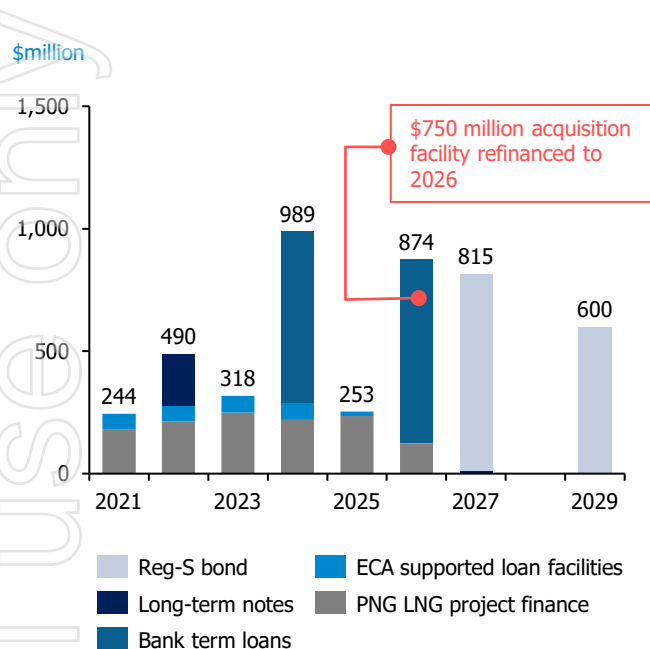 $million
1,500
1,000
500
0
$750 million acquisition
facility refinanced to
2026
244
490
318
989
253
874
815
600
2021
2023
2025
2027
2029
Reg-S bond
ECA supported loan facilities
Long-term notes
PNG LNG project finance
Bank term loans
l use only